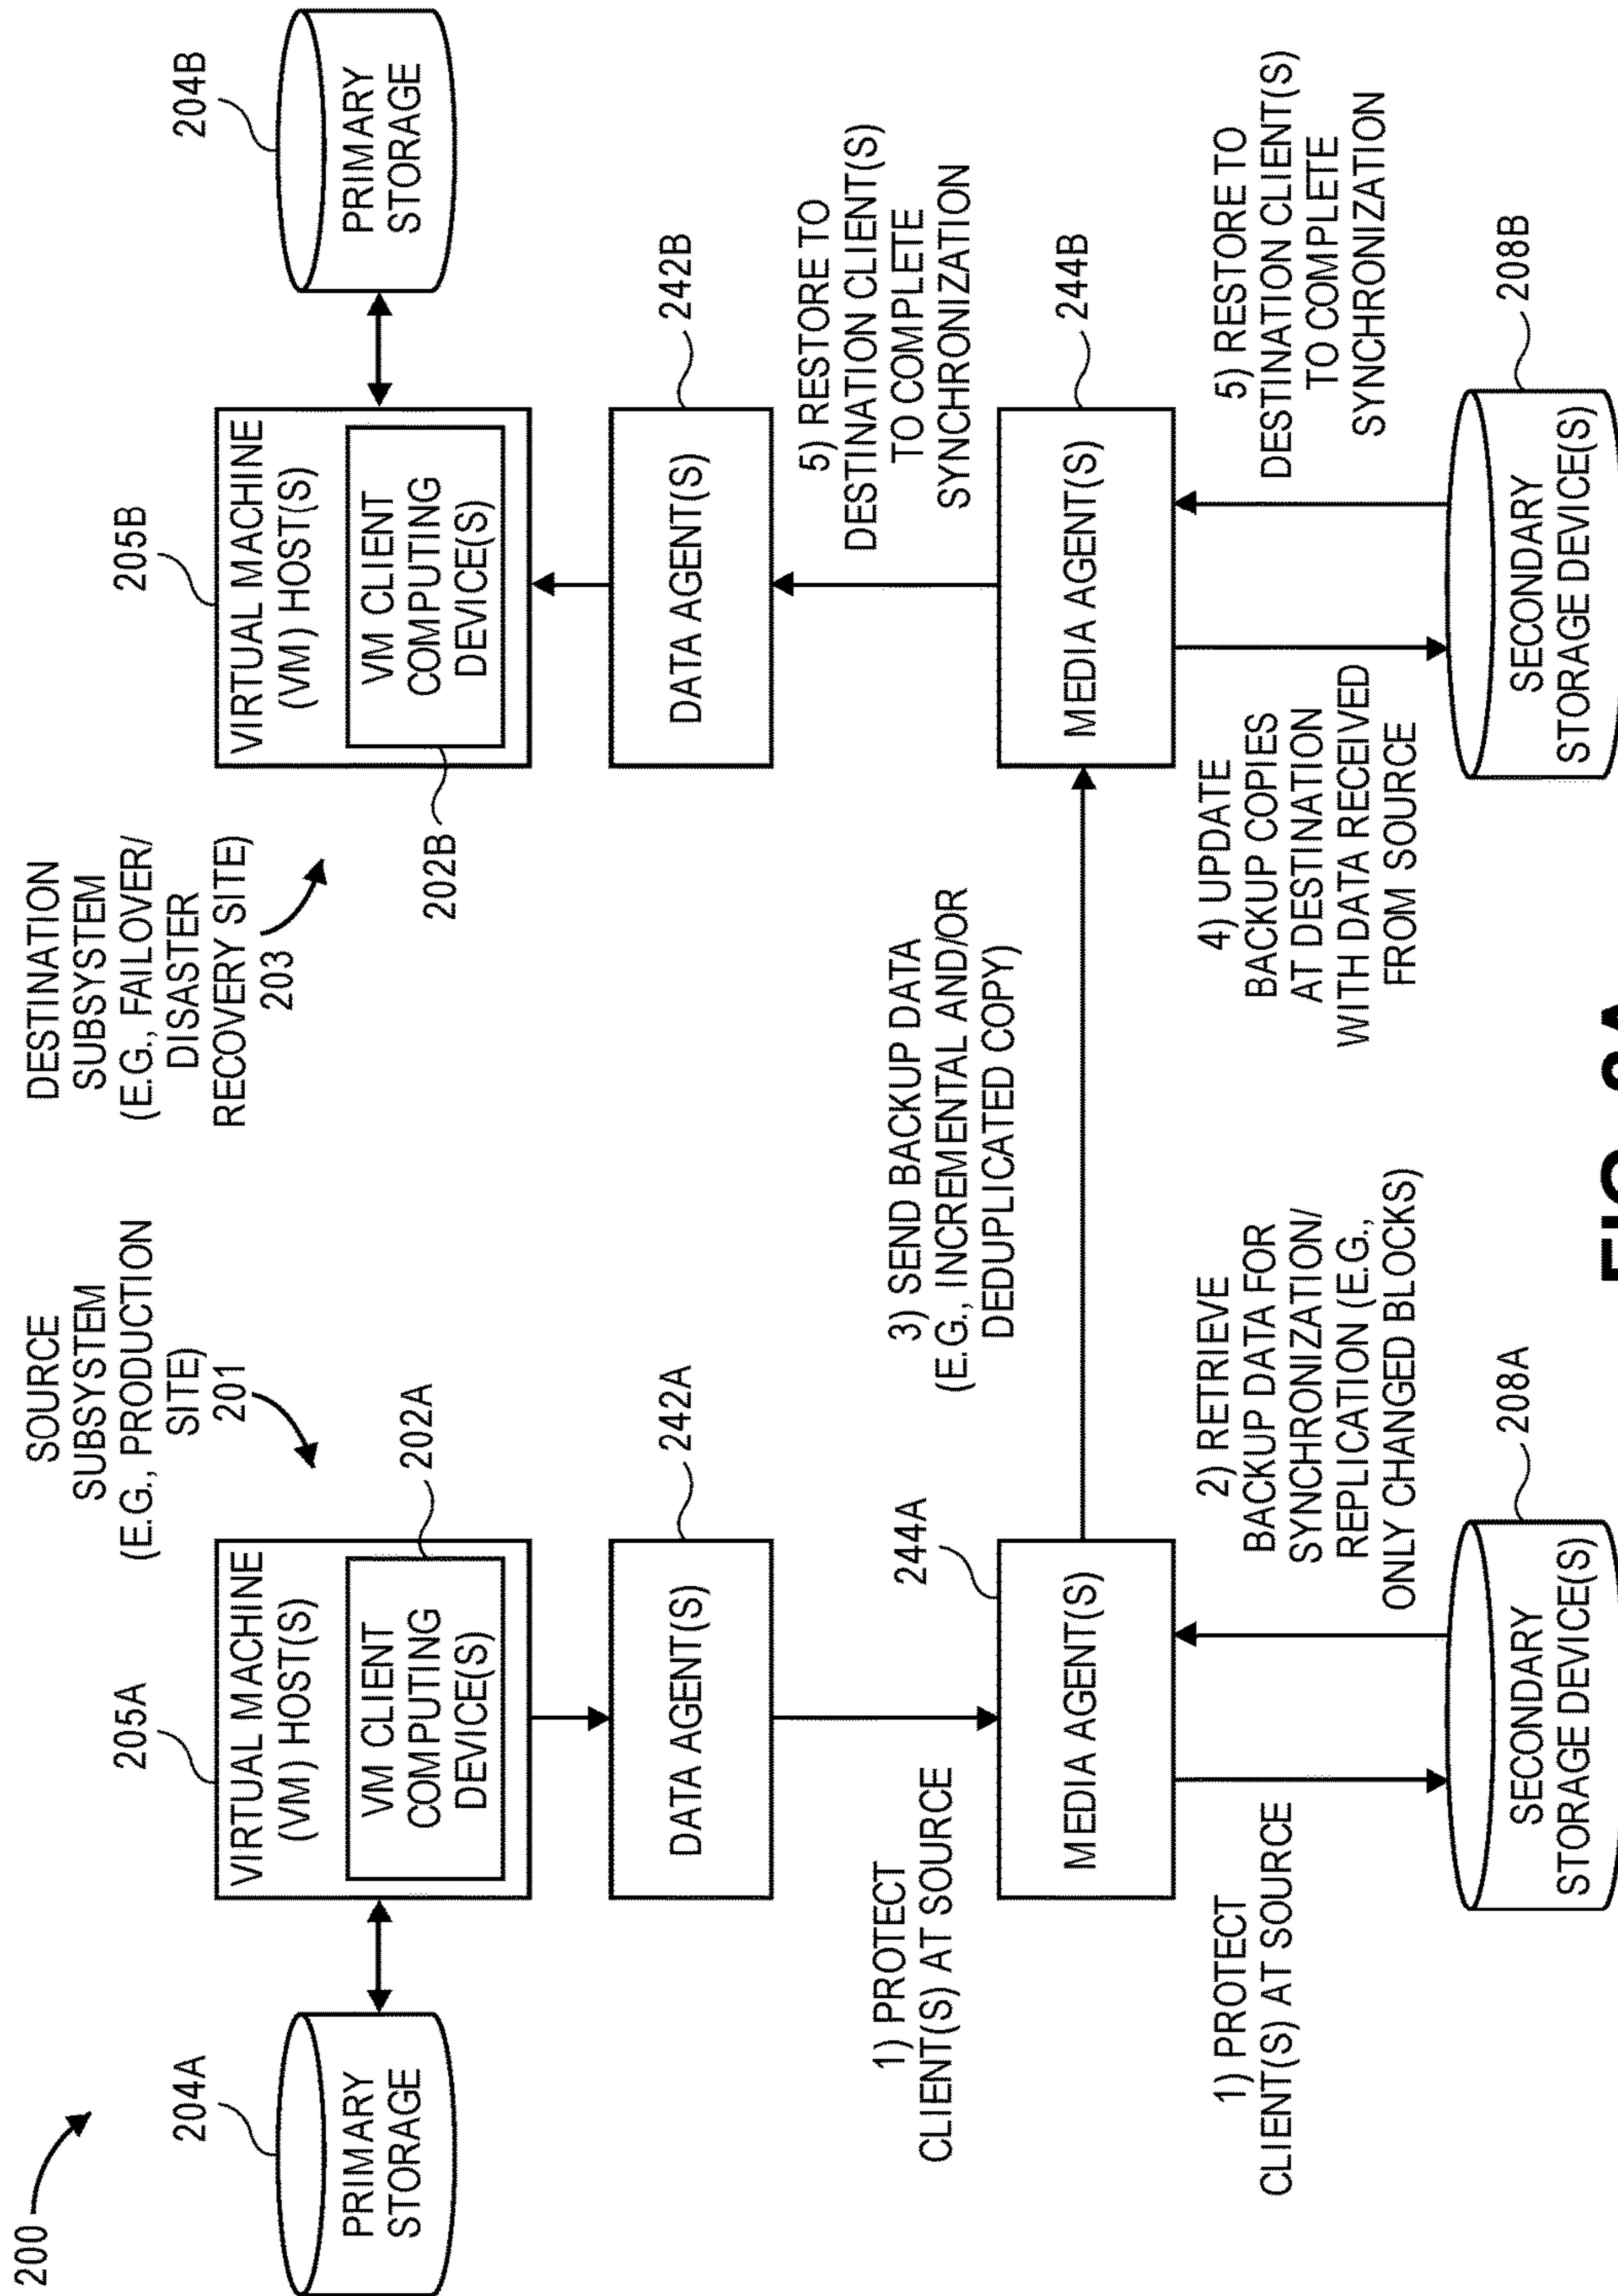 200
SOURCE
SUBSYSTEM
(E.G., PRODUCTION
SITE)
201
DESTINATION
SUBSYSTEM
(E.G., FAILOVER/
DISASTER
RECOVERY SITE)
203
204A
PRIMARY
STORAGE
205A
VIRTUAL MACHINE
(VM) HOST(S)
VM CLIENT
COMPUTING
DEVICE(S)
202A
205B
VIRTUAL MACHINE
(VM) HOST(S)
VM CLIENT
COMPUTING
DEVICE(S)
202B
204B
PRIMARY
STORAGE
DATA AGENT(S)
242A
DATA AGENT(S)
242B
1) PROTECT
CLIENT(S) AT SOURCE
3) SEND BACKUP DATA
(E.G., INCREMENTAL AND/OR
DEDUPLICATED COPY)
5) RESTORE TO
DESTINATION CLIENT(S)
TO COMPLETE
SYNCHRONIZATION
244A
MEDIA AGENT(S)
MEDIA AGENT(S)
244B
1) PROTECT
CLIENT(S) AT SOURCE
2) RETRIEVE
BACKUP DATA FOR
SYNCHRONIZATION/
REPLICATION (E.G.,
ONLY CHANGED BLOCKS)
4) UPDATE
BACKUP COPIES
AT DESTINATION
WITH DATA RECEIVED
FROM SOURCE
5) RESTORE TO
DESTINATION CLIENT(S)
TO COMPLETE
SYNCHRONIZATION
SECONDARY
STORAGE DEVICE(S)
208A
SECONDARY
STORAGE DEVICE(S)
208B
FIG.